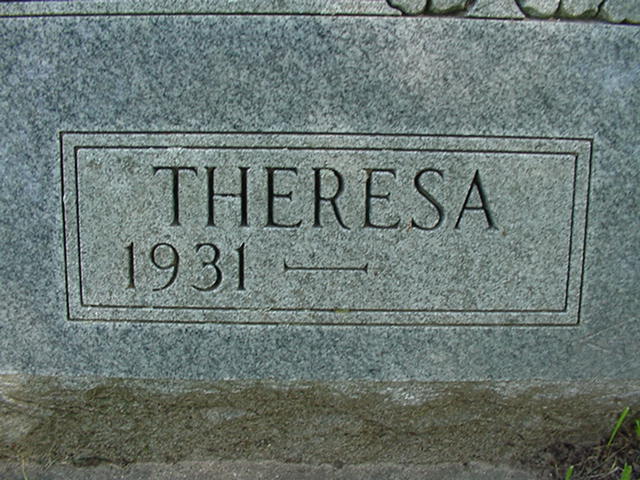 THERESA
1931 —